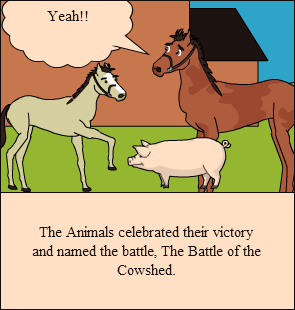 Yeah!!
The Animals celebrated their victory
and named the battle, The Battle of the
Cowshed.